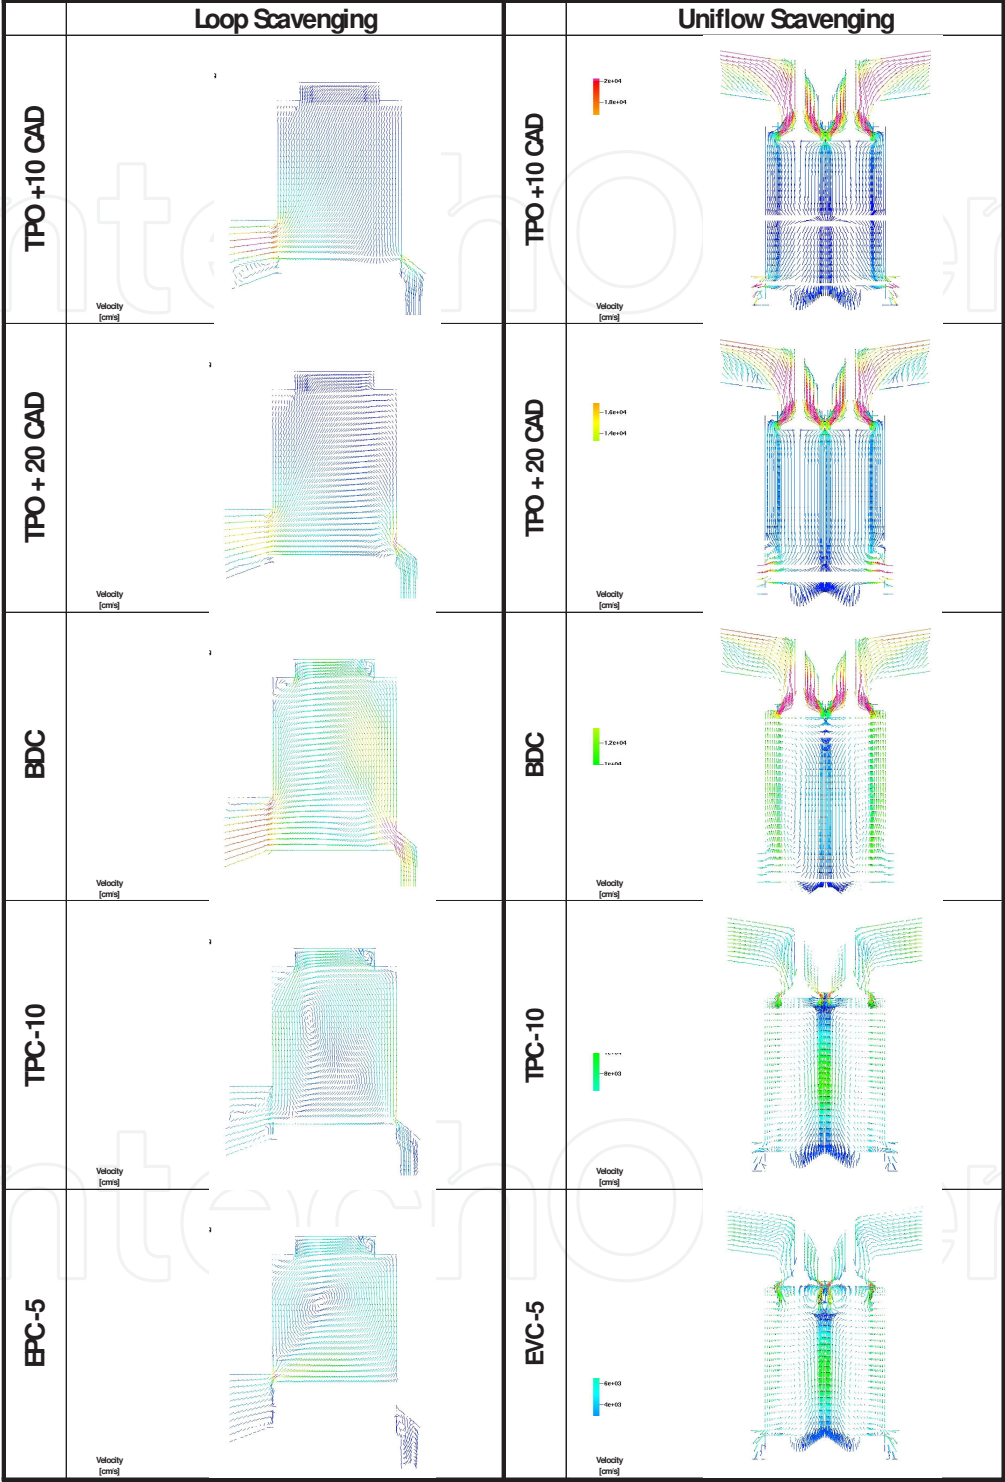 Loop Scavenging
Uniflow Scavenging
TPO +10 CAD
Velocity
[cm/s]
TPO +10 CAD
2e+04
1.8e+04
Velocity
[cm/s]
TPO + 20 CAD
Velocity
[cm/s]
TPO + 20 CAD
1.6e+04
1.4e+04
Velocity
[cm/s]
BDC
Velocity
[cm/s]
BDC
1.2e+04
1e+04
Velocity
[cm/s]
TPC-10
Velocity
[cm/s]
TPC-10
8e+03
Velocity
[cm/s]
EPC-5
Velocity
[cm/s]
EVC-5
6e+03
4e+03
Velocity
[cm/s]